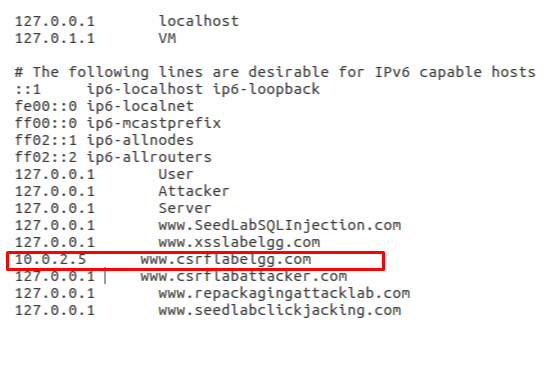 127.0.0.1 localhost
127.0.1.1 VM
# The following lines are desirable for IPv6 capable hosts
::1 ip6-localhost ip6-loopback
fe00::0 ip6-localnet
ff00::0 ip6-mcastprefix
ff02::1 ip6-allnodes
ff02::2 ip6-allrouters
127.0.0.1 User
127.0.0.1 Attacker
127.0.0.1 Server
127.0.0.1 www.SeedLabSQLInjection.com
127.0.0.1 www.xsslabelgg.com
10.0.2.5 www.csrflabelgg.com
127.0.0.1 www.csrflabattacker.com
127.0.0.1 www.repackagingattacklab.com
127.0.0.1 www.seedlabclickjacking.com